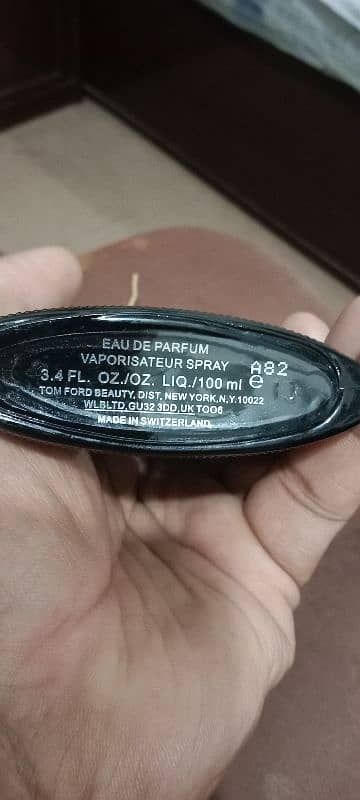 EAU DE PARFUM
VAPORISATEUR SPRAY
A82
3.4 FL. OZ./OZ. LIQ./100 ml ℮
TOM FORD BEAUTY, DIST, NEW YORK,N,Y.10022
WLBLTD,GU32 3DD,UK TOO6
MADE IN SWITZERLAND